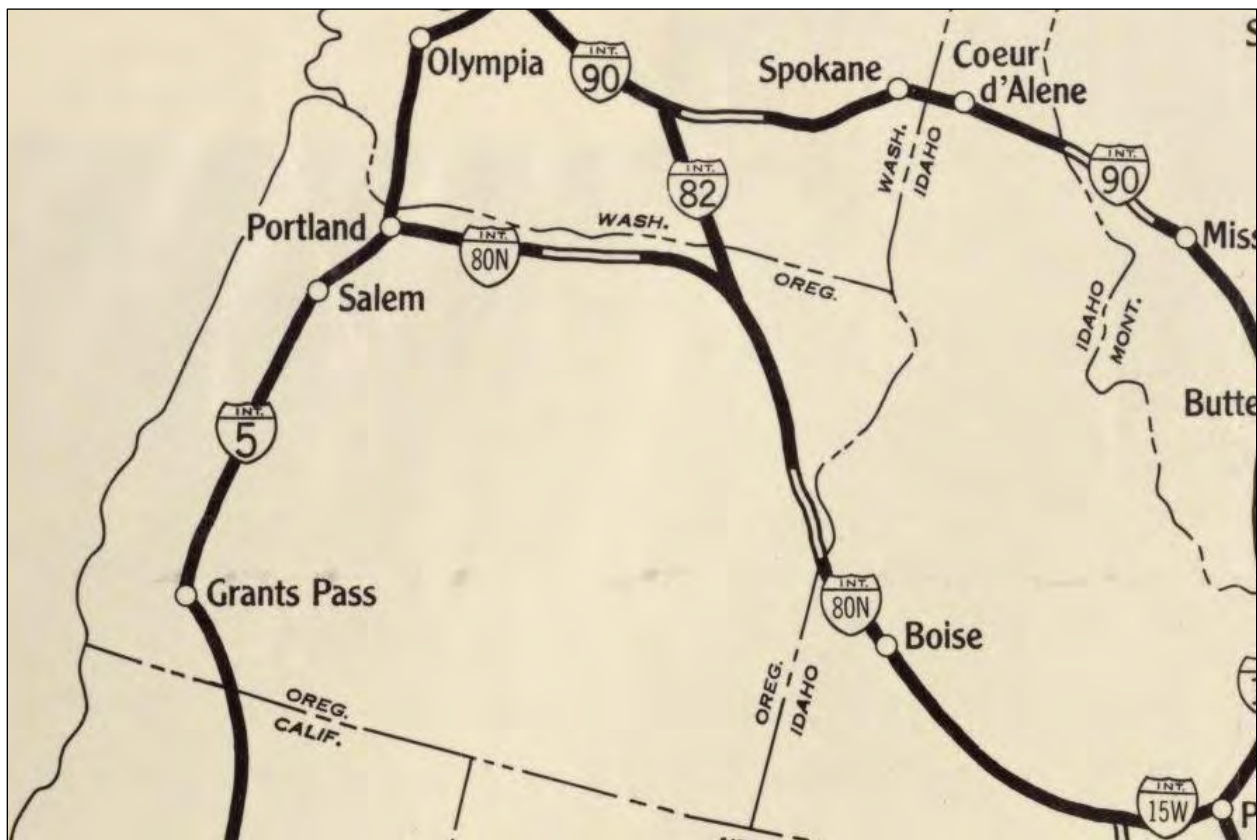 Olympia
INT.
90
Spokane
Coeur
d'Alene
WASH.
IDAHO
INT.
90
INT.
82
Portland
INT.
80N
WASH.
OREG.
Miss
Salem
IDAHO
MONT.
INT.
5
Butte
Grants Pass
INT.
80N
Boise
OREG.
CALIF.
OREG.
IDAHO
INT.
15W
P